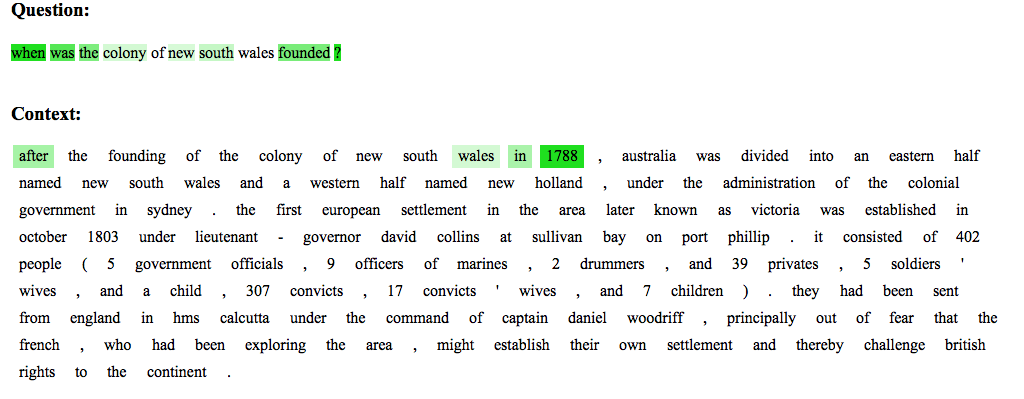 Question:
when was the colony of new south wales founded ?
Context:
after the founding of the colony of new south wales in 1788 , australia was divided into an eastern half
named new south wales and a western half named new holland , under the administration of the colonial
government in sydney . the first european settlement in the area later known as victoria was established in
october 1803 under lieutenant - governor david collins at sullivan bay on port phillip . it consisted of 402
people ( 5 government officials , 9 officers of marines , 2 drummers , and 39 privates , 5 soldiers '
wives , and a child , 307 convicts , 17 convicts ' wives , and 7 children ) . they had been sent
from england in hms calcutta under the command of captain daniel woodriff , principally out of fear that the
french , who had been exploring the area , might establish their own settlement and thereby challenge british
rights to the continent .